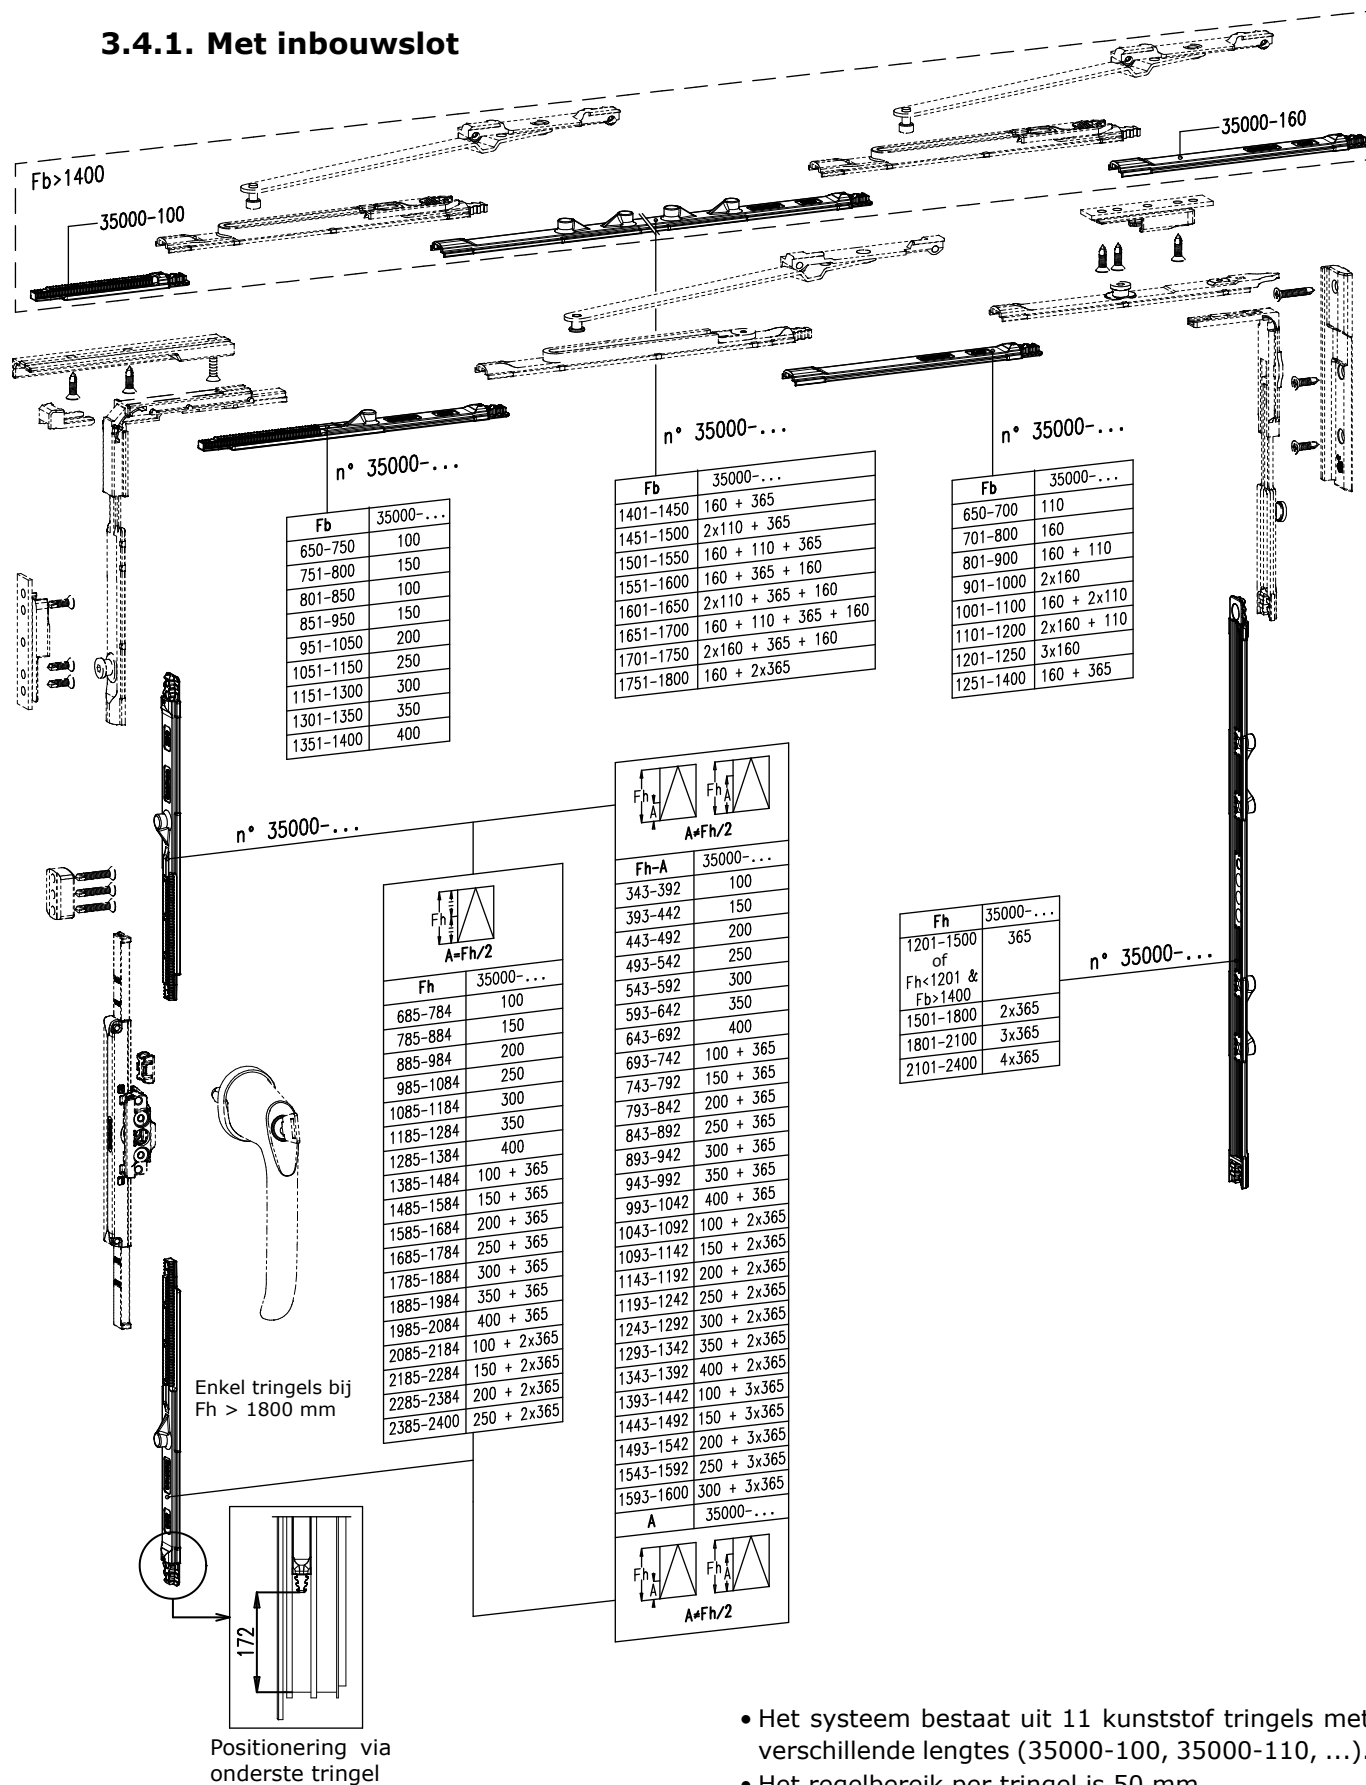 3.4.1. Met inbouwslot
Fb>1400
35000-100
35000-160
n° 35000-...
Fb 35000-...
650-750 100
751-800 150
801-850 100
851-950 150
951-1050 200
1051-1150 250
1151-1300 300
1301-1350 350
1351-1400 400
n° 35000-...
Fb 35000-...
1401-1450 160 + 365
1451-1500 2x110 + 365
1501-1550 160 + 110 + 365
1551-1600 160 + 365 + 160
1601-1650 2x110 + 365 + 160
1651-1700 160 + 110 + 365 + 160
1701-1750 2x160 + 365 + 160
1751-1800 160 + 2x365
n° 35000-...
Fb 35000-...
650-700 110
701-800 160
801-900 160 + 110
901-1000 2x160
1001-1100 160 + 2x110
1101-1200 2x160 + 110
1201-1250 3x160
1251-1400 160 + 365
n° 35000-...
Fh
A=Fh/2
Fh 35000-...
685-784 100
785-884 150
885-984 200
985-1084 250
1085-1184 300
1185-1284 350
1285-1384 400
1385-1484 100 + 365
1485-1584 150 + 365
1585-1684 200 + 365
1685-1784 250 + 365
1785-1884 300 + 365
1885-1984 350 + 365
1985-2084 400 + 365
2085-2184 100 + 2x365
2185-2284 150 + 2x365
2285-2384 200 + 2x365
2385-2400 250 + 2x365
Fh A Fh A
A≠Fh/2
Fh-A 35000-...
343-392 100
393-442 150
443-492 200
493-542 250
543-592 300
593-642 350
643-692 400
693-742 100 + 365
743-792 150 + 365
793-842 200 + 365
843-892 250 + 365
893-942 300 + 365
943-992 350 + 365
993-1042 400 + 365
1043-1092 100 + 2x365
1093-1142 150 + 2x365
1143-1192 200 + 2x365
1193-1242 250 + 2x365
1243-1292 300 + 2x365
1293-1342 350 + 2x365
1343-1392 400 + 2x365
1393-1442 100 + 3x365
1443-1492 150 + 3x365
1493-1542 200 + 3x365
1543-1592 250 + 3x365
1593-1600 300 + 3x365
A 35000-...
Fh A Fh A
A≠Fh/2
Fh 35000-...
1201-1500 365
of
Fh<1201 &
Fb>1400
1501-1800 2x365
1801-2100 3x365
2101-2400 4x365
n° 35000-...
Enkel tringels bij
Fh > 1800 mm
172
Positionering via
onderste tringel
• Het systeem bestaat uit 11 kunststof tringels met
verschillende lengtes (35000-100, 35000-110, ...).
• Het regelbereik per tringel is 50 mm